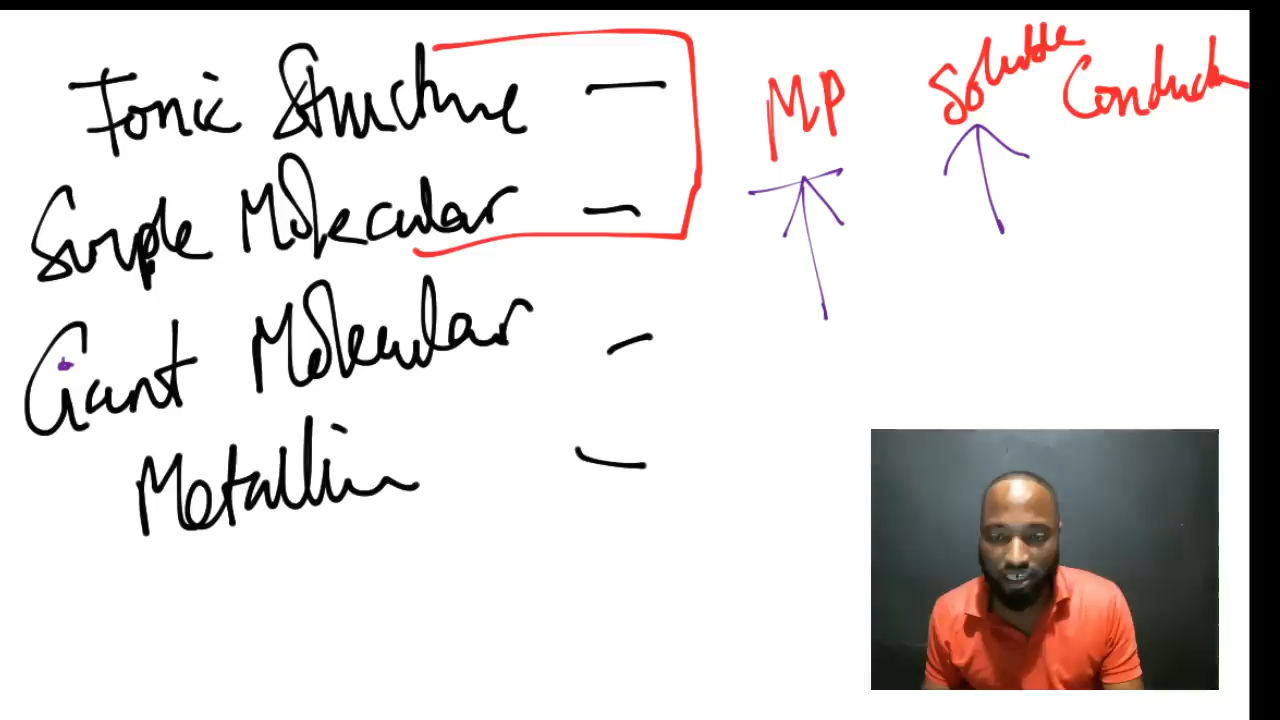 Ionic Structure —
Simple Molecular —
Giant Molecular —
Metallic —
MP Soluble Conduct